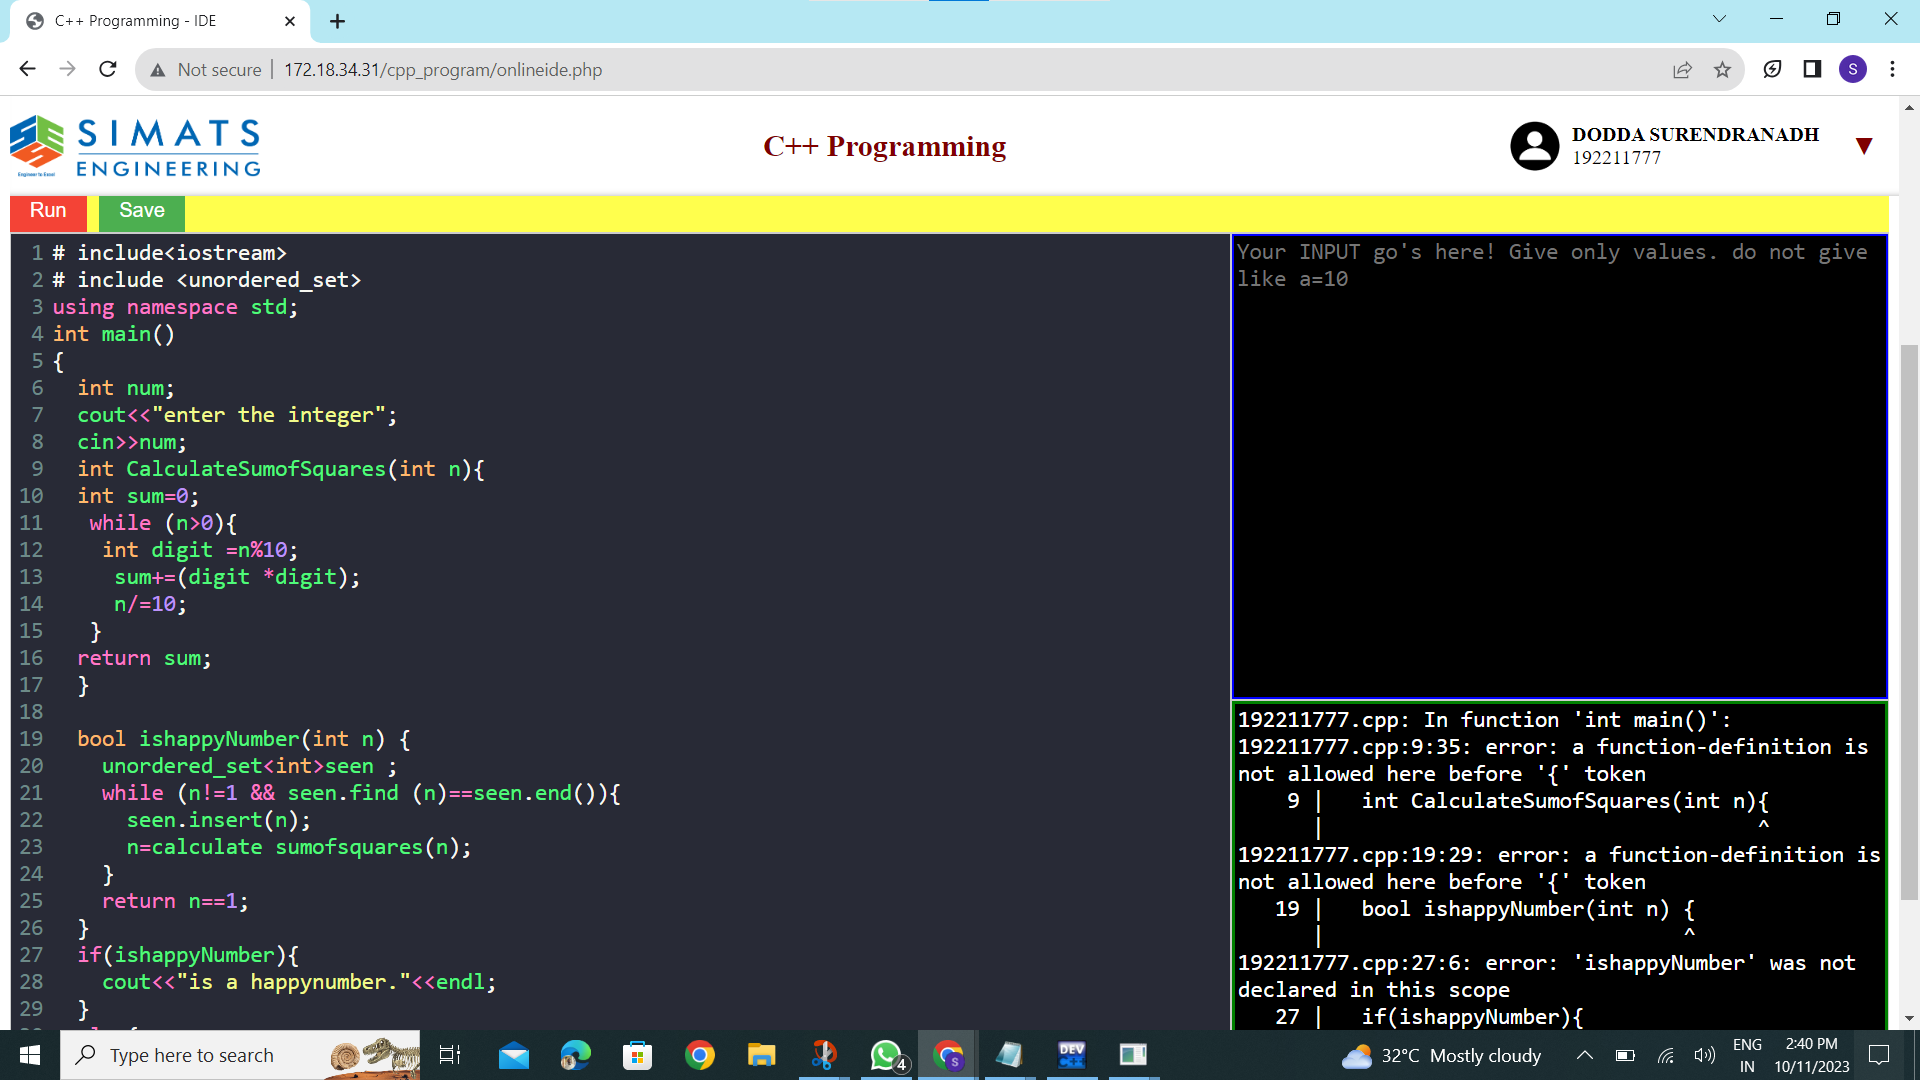 C++ Programming - IDE
Not secure | 172.18.34.31/cpp_program/onlineide.php
S
SIMATS
ENGINEERING
Engineer to Excel
C++ Programming
DODDA SURENDRANADH
192211777
Run
Save
1 # include<iostream>
2 # include <unordered_set>
3 using namespace std;
4 int main()
5 {
6 int num;
7 cout<<"enter the integer";
8 cin>>num;
9 int CalculateSumofSquares(int n){
10 int sum=0;
11 while (n>0){
12 int digit =n%10;
13 sum+=(digit *digit);
14 n/=10;
15 }
16 return sum;
17 }
18
19 bool ishappyNumber(int n) {
20 unordered_set<int>seen ;
21 while (n!=1 && seen.find (n)==seen.end()){
22 seen.insert(n);
23 n=calculate sumofsquares(n);
24 }
25 return n==1;
26 }
27 if(ishappyNumber){
28 cout<<"is a happynumber."<<endl;
29 }
Your INPUT go's here! Give only values. do not give
like a=10
192211777.cpp: In function 'int main()':
192211777.cpp:9:35: error: a function-definition is
not allowed here before '{' token
9 | int CalculateSumofSquares(int n){
| ^
192211777.cpp:19:29: error: a function-definition is
not allowed here before '{' token
19 | bool ishappyNumber(int n) {
| ^
192211777.cpp:27:6: error: 'ishappyNumber' was not
declared in this scope
27 | if(ishappyNumber){
Type here to search
4
S
DEV
C++
32°C Mostly cloudy
ENG
IN
2:40 PM
10/11/2023